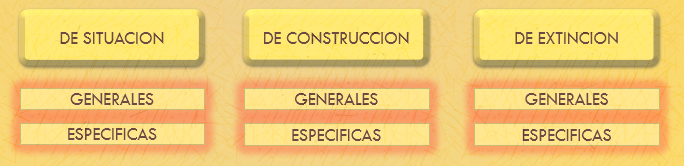 DE SITUACION
GENERALES
ESPECIFICAS
DE CONSTRUCCION
GENERALES
ESPECIFICAS
DE EXTINCION
GENERALES
ESPECIFICAS